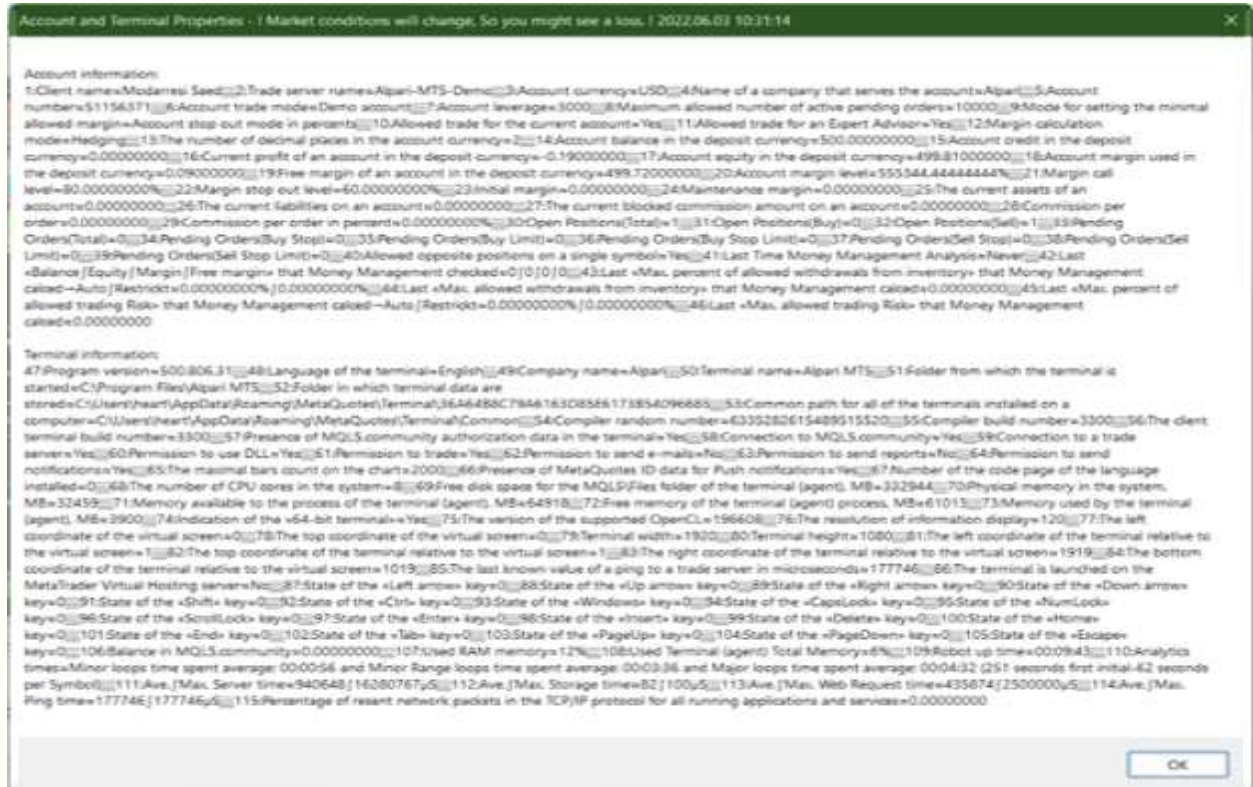 Account and Terminal Properties - ! Market conditions will change, So you might see a loss. ! 2022.06.03 10:31:14
Account information:
1:Client name=Modarresi Saed▒▒2:Trade server name=Alpari-MT5-Demo▒▒3:Account currency=USD▒▒4:Name of a company that serves the account=Alpari▒▒5:Account
number=51156371▒▒6:Account trade mode=Demo account▒▒7:Account leverage=3000▒▒8:Maximum allowed number of active pending orders=10000▒▒9:Mode for setting the minimal
allowed margin=Account stop out mode in percents▒▒10:Allowed trade for the current account=Yes▒▒11:Allowed trade for an Expert Advisor=Yes▒▒12:Margin calculation
mode=Hedging▒▒13:The number of decimal places in the account currency=2▒▒14:Account balance in the deposit currency=500.00000000▒▒15:Account credit in the deposit
currency=0.00000000▒▒16:Current profit of an account in the deposit currency=-0.19000000▒▒17:Account equity in the deposit currency=499.81000000▒▒18:Account margin used in
the deposit currency=0.09000000▒▒19:Free margin of an account in the deposit currency=499.72000000▒▒20:Account margin level=555344.44444444%▒▒21:Margin call
level=80.00000000%▒▒22:Margin stop out level=60.00000000%▒▒23:Initial margin=0.00000000▒▒24:Maintenance margin=0.00000000▒▒25:The current assets of an
account=0.00000000▒▒26:The current liabilities on an account=0.00000000▒▒27:The current blocked commission amount on an account=0.00000000▒▒28:Commission per
order=0.00000000▒▒29:Commission per order in percent=0.00000000%▒▒30:Open Positions(Total)=1▒▒31:Open Positions(Buy)=0▒▒32:Open Positions(Sell)=1▒▒33:Pending
Orders(Total)=0▒▒34:Pending Orders(Buy Stop)=0▒▒35:Pending Orders(Buy Limit)=0▒▒36:Pending Orders(Buy Stop Limit)=0▒▒37:Pending Orders(Sell Stop)=0▒▒38:Pending Orders(Sell
Limit)=0▒▒39:Pending Orders(Sell Stop Limit)=0▒▒40:Allowed opposite positions on a single symbol=Yes▒▒41:Last Time Money Management Analysis=Never▒▒42:Last
«Balance⌠Equity⌠Margin⌠Free margin» that Money Management checked=0⌠0⌠0⌠0▒▒43:Last «Max. percent of allowed withdrawals from inventory» that Money Management
calced→Auto⌠Restrickt=0.00000000%⌠0.00000000%▒▒44:Last «Max. allowed withdrawals from inventory» that Money Management calced=0.00000000▒▒45:Last «Max. percent of
allowed trading Risk» that Money Management calced→Auto⌠Restrickt=0.00000000%⌠0.00000000%▒▒46:Last «Max. allowed trading Risk» that Money Management
calced=0.00000000
Terminal information:
47:Program version=500.806.31▒▒48:Language of the terminal=English▒▒49:Company name=Alpari▒▒50:Terminal name=Alpari MT5▒▒51:Folder from which the terminal is
started=C:\Program Files\Alpari MT5▒▒52:Folder in which terminal data are
stored=C:\Users\heart\AppData\Roaming\MetaQuotes\Terminal\▒▒53:Common path for all of the terminals installed on a
computer=C:\Users\heart\AppData\Roaming\MetaQuotes\Terminal\Common▒▒54:Compiler random number=6335282615489515520▒▒55:Compiler build number=3300▒▒56:The client
terminal build number=3300▒▒57:Presence of MQL5.community authorization data in the terminal=Yes▒▒58:Connection to MQL5.community=Yes▒▒59:Connection to a trade
server=Yes▒▒60:Permission to use DLL=Yes▒▒61:Permission to trade=Yes▒▒62:Permission to send e-mails=No▒▒63:Permission to send reports=No▒▒64:Permission to send
notifications=Yes▒▒65:The maximal bars count on the chart=2000▒▒66:Presence of MetaQuotes ID data for Push notifications=Yes▒▒67:Number of the code page of the language
installed=0▒▒68:The number of CPU cores in the system=8▒▒69:Free disk space for the MQL5\Files folder of the terminal (agent), MB=332944▒▒70:Physical memory in the system,
MB=32459▒▒71:Memory available to the process of the terminal (agent), MB=64918▒▒72:Free memory of the terminal (agent) process, MB=61015▒▒73:Memory used by the terminal
(agent), MB=3900▒▒74:Indication of the «64-bit terminal»=Yes▒▒75:The version of the supported OpenCL=196608▒▒76:The resolution of information display=120▒▒77:The left
coordinate of the virtual screen=0▒▒78:The top coordinate of the virtual screen=0▒▒79:Terminal width=1920▒▒80:Terminal height=1080▒▒81:The left coordinate of the terminal relative to
the virtual screen=1▒▒82:The top coordinate of the terminal relative to the virtual screen=1▒▒83:The right coordinate of the terminal relative to the virtual screen=1919▒▒84:The bottom
coordinate of the terminal relative to the virtual screen=1019▒▒85:The last known value of a ping to a trade server in microseconds=177746▒▒86:The terminal is launched on the
MetaTrader Virtual Hosting server=No▒▒87:State of the «Left arrow» key=0▒▒88:State of the «Up arrow» key=0▒▒89:State of the «Right arrow» key=0▒▒90:State of the «Down arrow»
key=0▒▒91:State of the «Shift» key=0▒▒92:State of the «Ctrl» key=0▒▒93:State of the «Windows» key=0▒▒94:State of the «CapsLock» key=0▒▒95:State of the «NumLock»
key=0▒▒96:State of the «ScrollLock» key=0▒▒97:State of the «Enter» key=0▒▒98:State of the «Insert» key=0▒▒99:State of the «Delete» key=0▒▒100:State of the «Home»
key=0▒▒101:State of the «End» key=0▒▒102:State of the «Tab» key=0▒▒103:State of the «PageUp» key=0▒▒104:State of the «PageDown» key=0▒▒105:State of the «Escape»
key=0▒▒106:Balance in MQL5.community=0.00000000▒▒107:Used RAM memory=12%▒▒108:Used Terminal (agent) Total Memory=6%▒▒109:Robot up time=00:09:43▒▒110:Analytics
times=Minor loops time spent average: 00:00:56 and Minor Range loops time spent average: 00:03:36 and Major loops time spent average: 00:04:32 (251 seconds first initial-62 seconds
per Symbol)▒▒111:Ave.⌠Max. Server time=940648⌠16280767µS▒▒112:Ave.⌠Max. Storage time=82⌠100µS▒▒113:Ave.⌠Max. Web Request time=435874⌠2500000µS▒▒114:Ave.⌠Max.
Ping time=177746⌠177746µS▒▒115:Percentage of resent network packets in the TCP/IP protocol for all running applications and services=0.00000000
OK